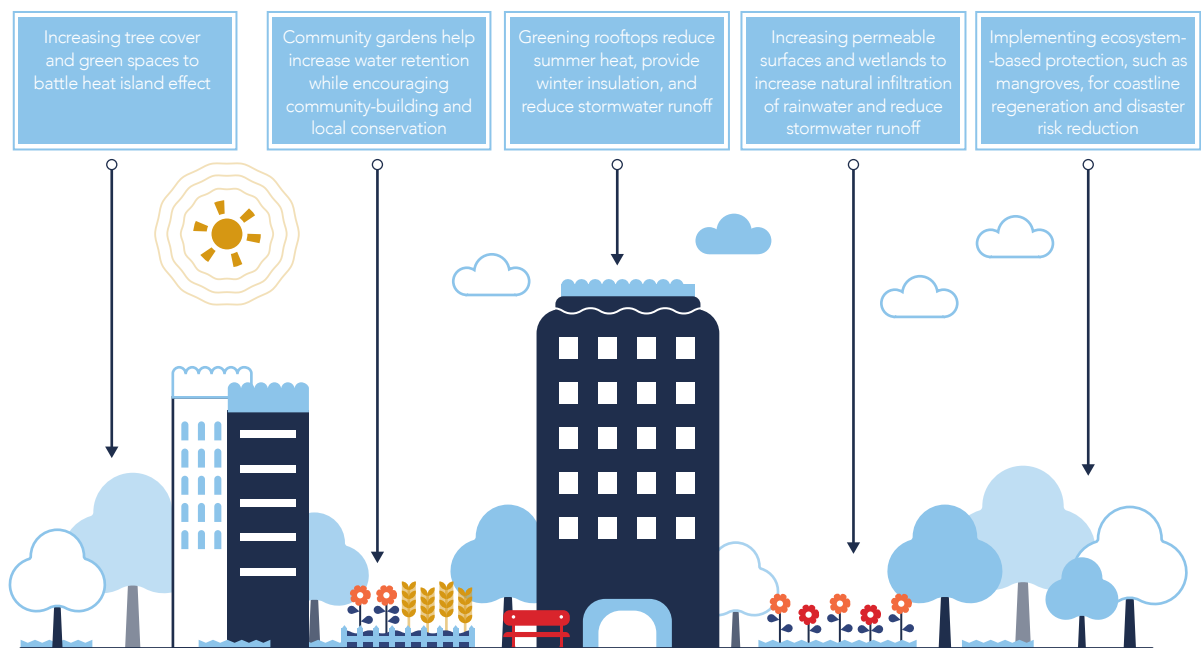 Increasing tree cover
and green spaces to
battle heat island effect
Community gardens help
increase water retention
while encouraging
community-building and
local conservation
Greening rooftops reduce
summer heat, provide
winter insulation, and
reduce stormwater runoff
Increasing permeable
surfaces and wetlands to
increase natural infiltration
of rainwater and reduce
stormwater runoff
Implementing ecosystem-
-based protection, such as
mangroves, for coastline
regeneration and disaster
risk reduction